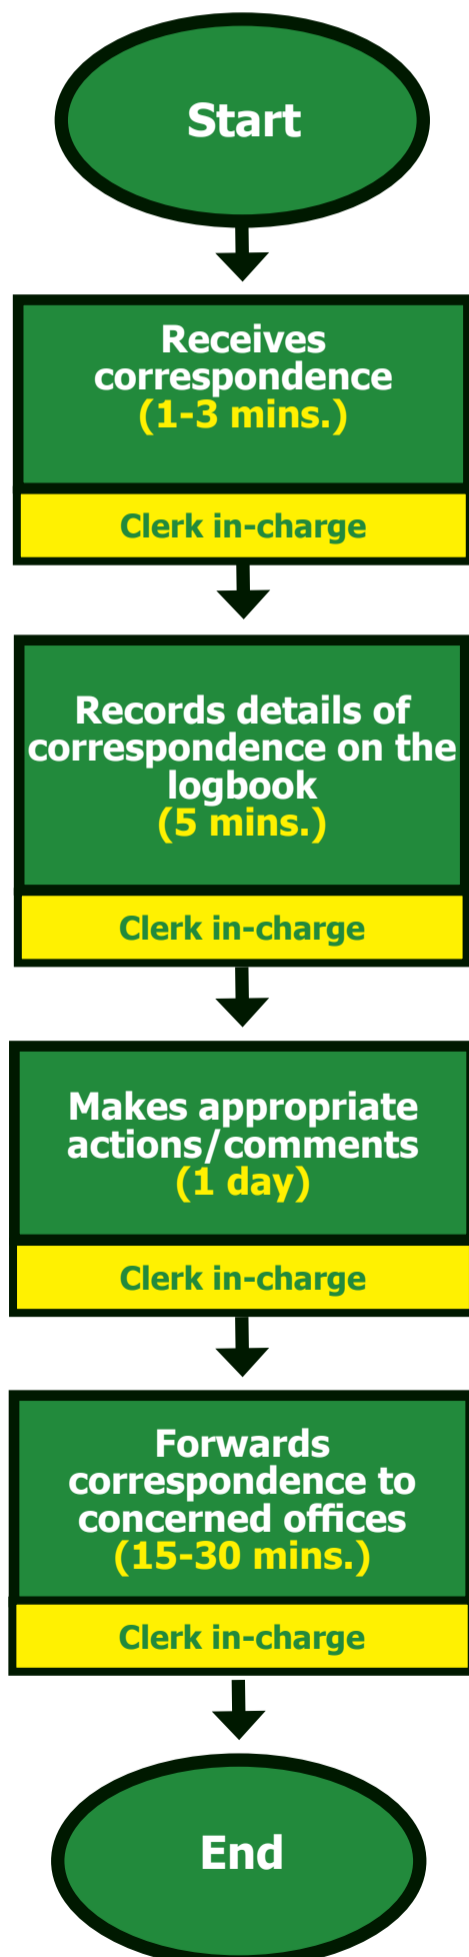 Start
Receives
correspondence
(1-3 mins.)
Clerk in-charge
Records details of
correspondence on the
logbook
(5 mins.)
Clerk in-charge
Makes appropriate
actions/comments
(1 day)
Clerk in-charge
Forwards
correspondence to
concerned offices
(15-30 mins.)
Clerk in-charge
End